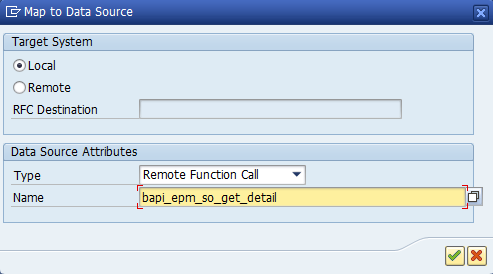 Map to Data Source
Target System
Local
Remote
RFC Destination
Data Source Attributes
Type Remote Function Call
Name bapi_epm_so_get_detail